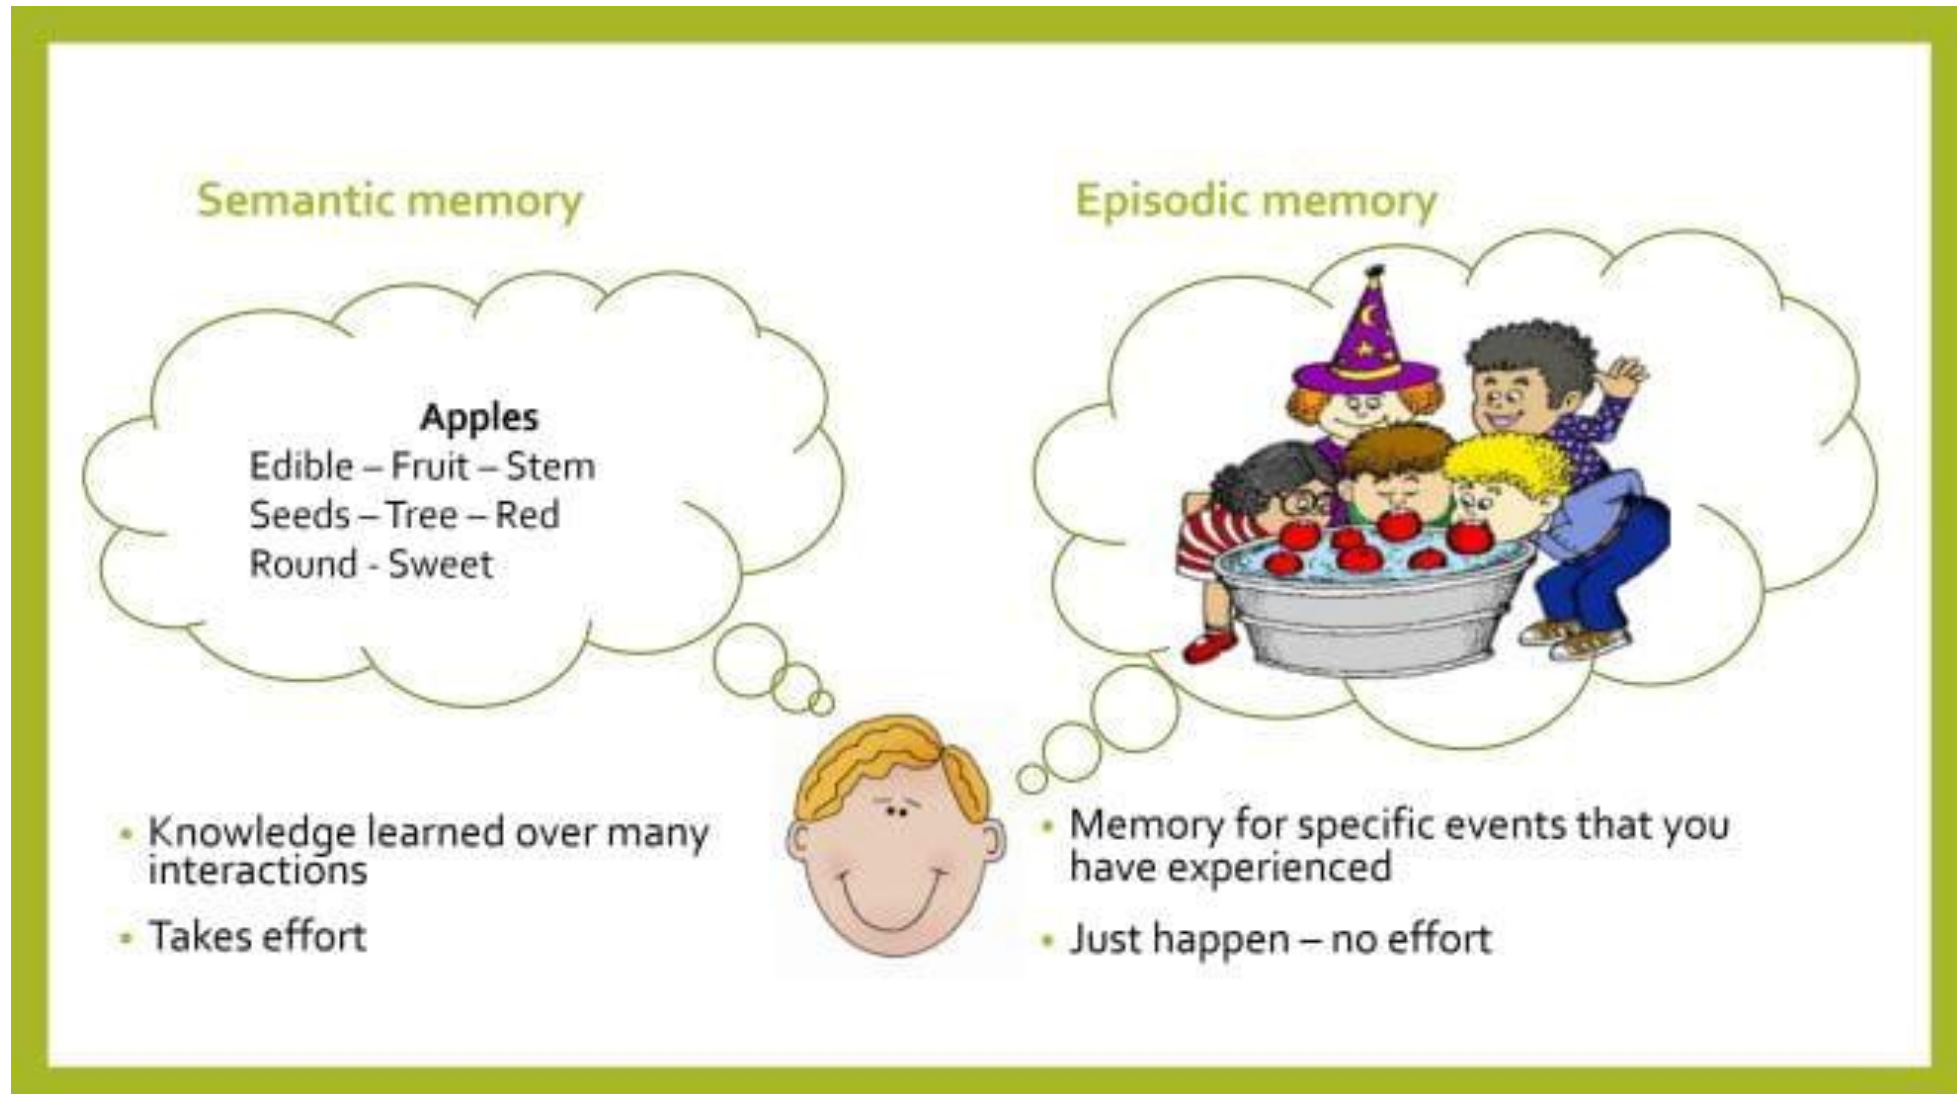 Semantic memory
Apples
Edible – Fruit – Stem
Seeds – Tree – Red
Round - Sweet
• Knowledge learned over many
interactions
• Takes effort
Episodic memory
• Memory for specific events that you
have experienced
• Just happen – no effort